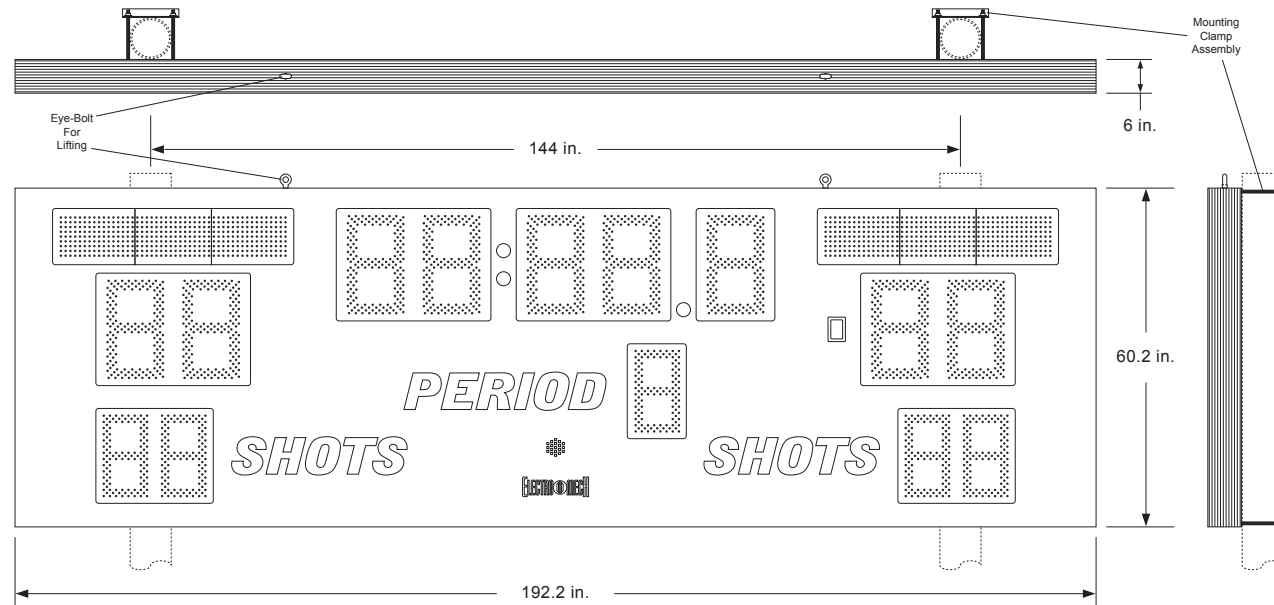 Mounting
Clamp
Assembly
Eye-Bolt
For
Lifting
6 in.
144 in.
60.2 in.
PERIOD
SHOTS
SHOTS
ELECTRO-MECH
192.2 in.